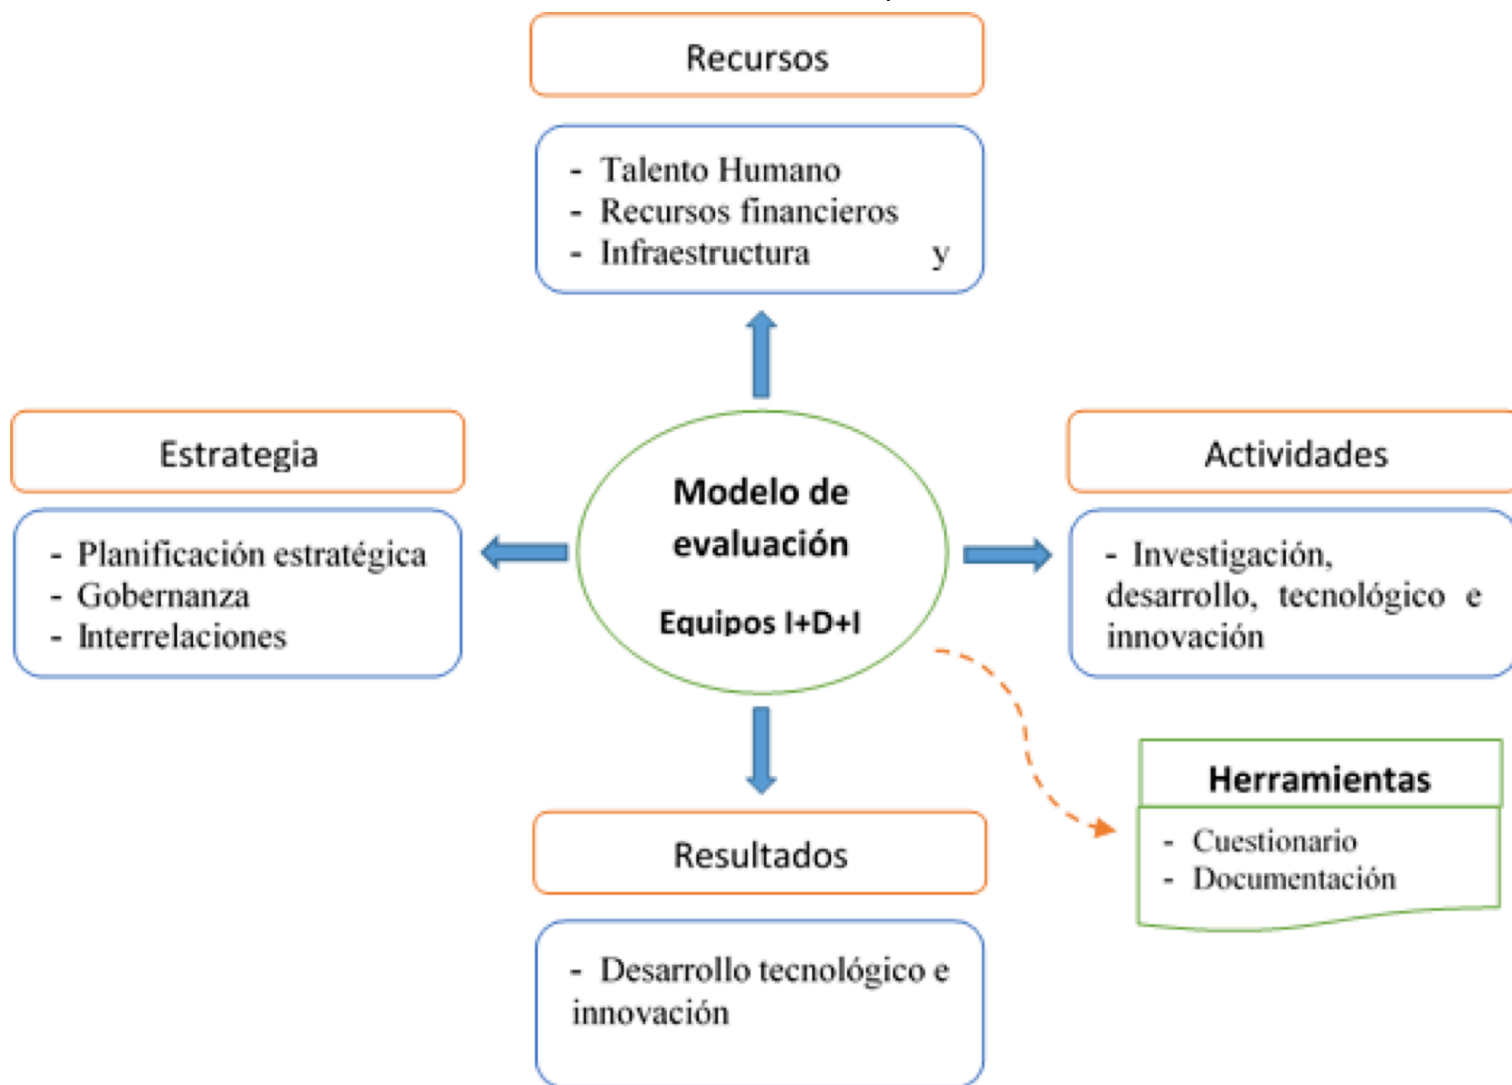 Recursos
- Talento Humano
- Recursos financieros
- Infraestructura y
Estrategia
- Planificación estratégica
- Gobernanza
- Interrelaciones
Modelo de
evaluación
Equipos I+D+I
Actividades
- Investigación,
desarrollo, tecnológico e
innovación
Resultados
- Desarrollo tecnológico e
innovación
Herramientas
- Cuestionario
- Documentación